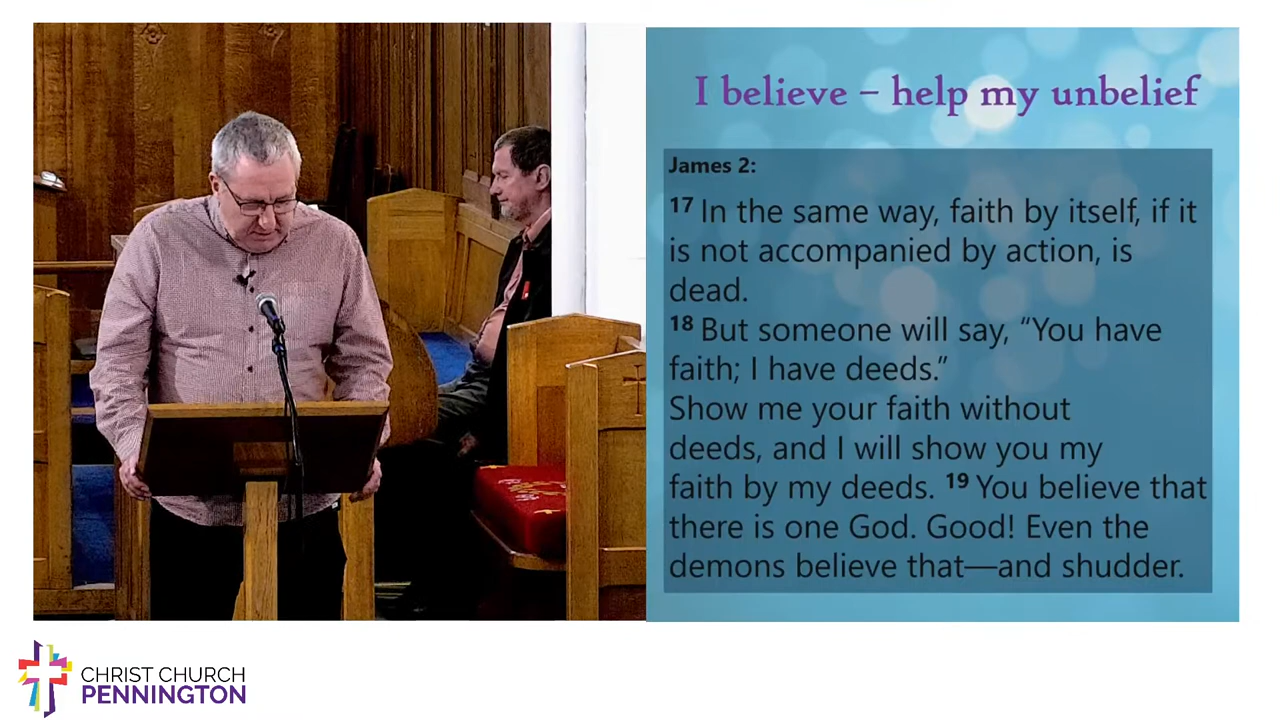 I believe – help my unbelief
James 2:
17 In the same way, faith by itself, if it
is not accompanied by action, is
dead.
18 But someone will say, “You have
faith; I have deeds.”
Show me your faith without
deeds, and I will show you my
faith by my deeds. 19 You believe that
there is one God. Good! Even the
demons believe that—and shudder.
CHRIST CHURCH
PENNINGTON